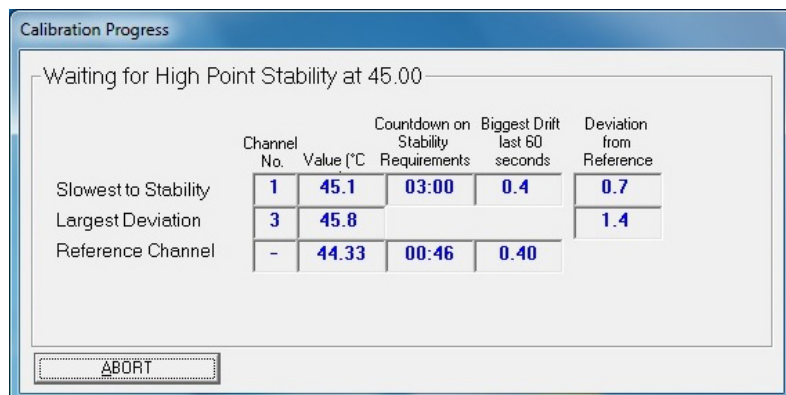 Calibration Progress
Waiting for High Point Stability at 45.00
Channel No. Value (°C Countdown on Stability Requirements Biggest Drift last 60 seconds Deviation from Reference
Slowest to Stability 1 45.1 03:00 0.4 0.7
Largest Deviation 3 45.8 1.4
Reference Channel - 44.33 00:46 0.40
ABORT